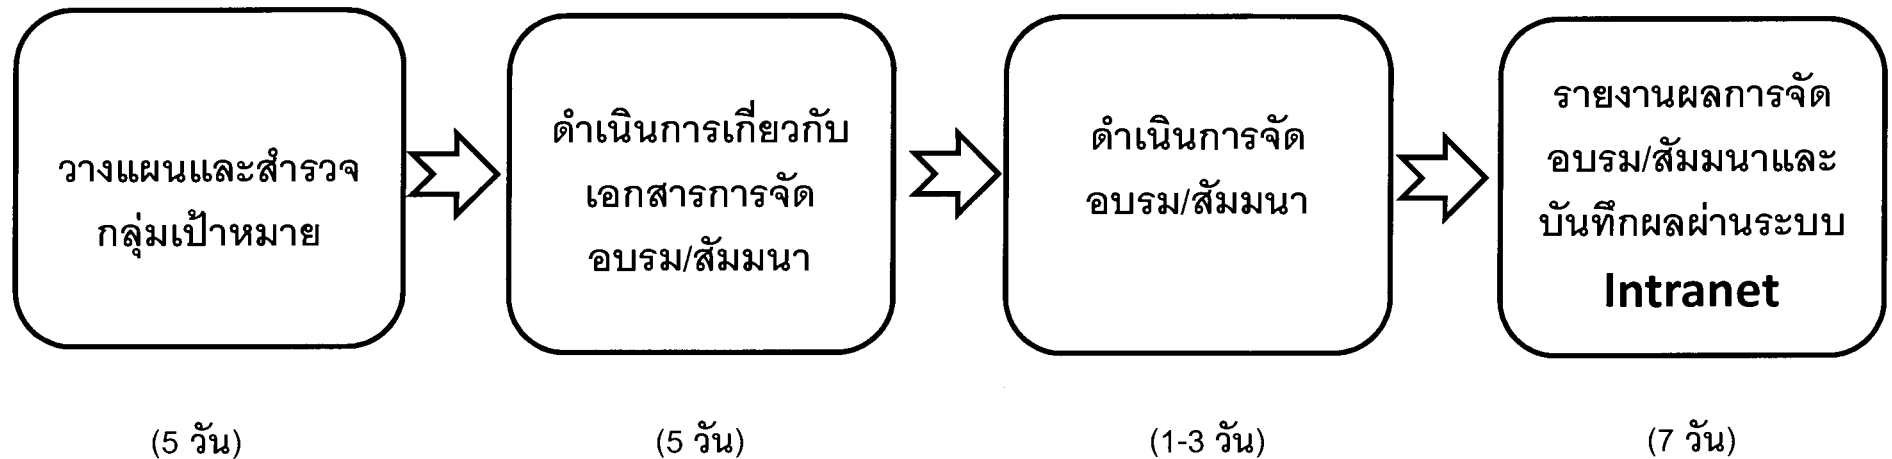 วางแผนและสำรวจ
กลุ่มเป้าหมาย
ดำเนินการเกี่ยวกับ
เอกสารการจัด
อบรม/สัมมนา
ดำเนินการจัด
อบรม/สัมมนา
รายงานผลการจัด
อบรม/สัมมนาและ
บันทึกผลผ่านระบบ
Intranet
(5 วัน)
(5 วัน)
(1-3 วัน)
(7 วัน)